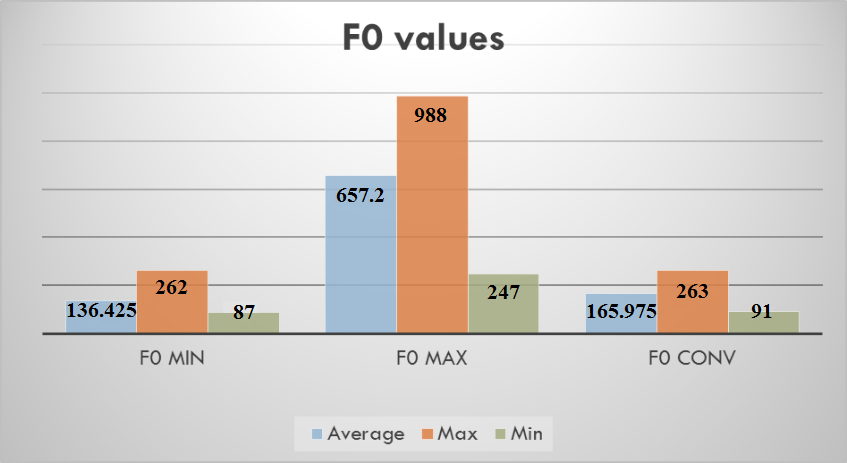 F0 values
988
657.2
262
247
263
136.425
87
165.975
91
F0 MIN
F0 MAX
F0 CONV
Average
Max
Min